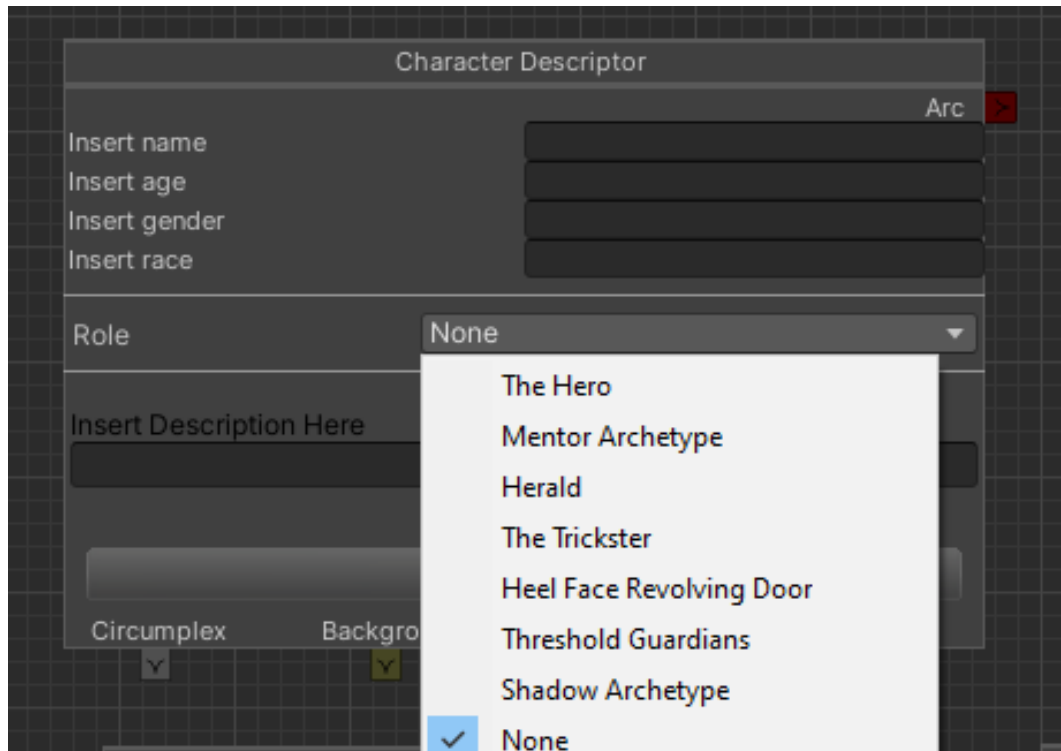 Character Descriptor
Arc
Insert name
Insert age
Insert gender
Insert race
Role None
The Hero
Mentor Archetype
Herald
The Trickster
Heel Face Revolving Door
Threshold Guardians
Shadow Archetype
None
Insert Description Here
Circumplex Backgro